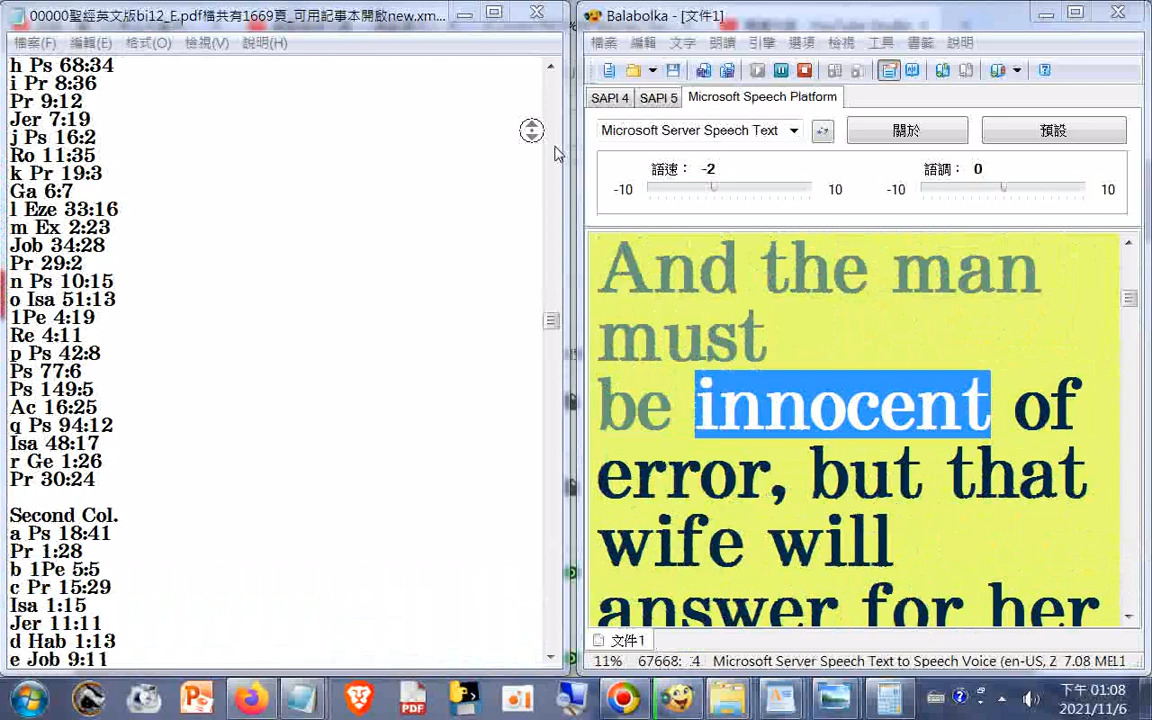 00000聖經英文版bi12_E.pdf檔共有1669頁_可用記事本開啟new.xm...
檔案(F) 編輯(E) 格式(O) 檢視(V) 說明(H)
h Ps 68:34
i Pr 8:36
Pr 9:12
Jer 7:19
j Ps 16:2
Ro 11:35
k Pr 19:3
Ga 6:7
l Eze 33:16
m Ex 2:23
Job 34:28
Pr 29:2
n Ps 10:15
o Isa 51:13
1Pe 4:19
Re 4:11
p Ps 42:8
Ps 77:6
Ps 149:5
Ac 16:25
q Ps 94:12
Isa 48:17
r Ge 1:26
Pr 30:24
Second Col.
a Ps 18:41
Pr 1:28
b 1Pe 5:5
c Pr 15:29
Isa 1:15
Jer 11:11
d Hab 1:13
e Job 9:11
Balabolka - [文件1]
檔案 編輯 文字 朗讀 引擎 選項 檢視 工具 書籤 說明
SAPI 4 SAPI 5 Microsoft Speech Platform
Microsoft Server Speech Text 關於 預設
語速： -2 語調： 0
-10 10 -10 10
And the man
must
be innocent of
error, but that
wife will
answer for her
文件1
11% 67668: Microsoft Server Speech Text to Speech Voice (en-US, Z 7.08 ME11
PDF
下午 01:08
2021/11/6